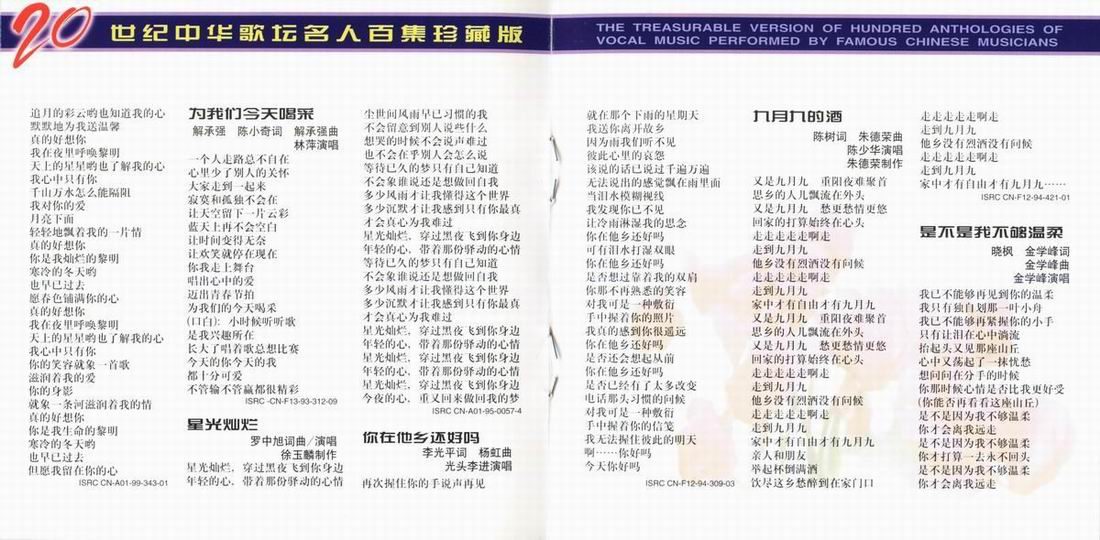 20
世纪中华歌坛名人百集珍藏版
THE TREASURABLE VERSION OF HUNDRED ANTHOLOGIES OF
VOCAL MUSIC PERFORMED BY FAMOUS CHINESE MUSICIANS
追月的彩云哟也知道我的心
默默地为我送温馨
真的好想你
我在夜里呼唤黎明
天上的星星哟也了解我的心
我心中只有你
千山万水怎么能隔阻
我对你的爱
月亮下面
轻轻地飘着我的一片情
真的好想你
你是我灿烂的黎明
寒冷的冬天哟
也早已过去
愿春色铺满你的心
真的好想你
我在夜里呼唤黎明
天上的星星哟也了解我的心
我心中只有你
你的笑容就象一首歌
滋润着我的爱
你的身影
就象一条河滋润着我的情
真的好想你
你是我生命的黎明
寒冷的冬天哟
也早已过去
但愿我留在你的心
ISRC CN-A01-99-343-01
为我们今天喝采
解承强 陈小奇词 解承强曲
林萍演唱
一个人走路总不自在
心里少了别人的关怀
大家走到一起来
寂寞和孤独不会在
让天空留下一片云彩
蓝天上再不会空白
让时间变得无奈
让欢笑就停在现在
你我走上舞台
唱出心中的爱
迈出青春节拍
为我们的今天喝采
(口白): 小时候听听歌
是我兴趣所在
长大了唱着歌总想比赛
今天的你今天的我
都十分可爱
不管输不管赢都很精彩
ISRC -CN-F13-93-312-09
星光灿烂
罗中旭词曲/演唱
徐玉麟制作
星光灿烂，穿过黑夜飞到你身边
年轻的心，带着那份驿动的心情
尘世间风雨早已习惯的我
不会留意到别人说些什么
想哭的时候不会说声难过
也不会在乎别人会怎么说
等待已久的梦只有自己知道
不会象谁说还是想做回自我
多少风雨才让我懂得这个世界
多少沉默才让我感到只有你最真
才会真心为我难过
星光灿烂，穿过黑夜飞到你身边
年轻的心，带着那份驿动的心情
等待已久的梦只有自己知道
不会象谁说还是想做回自我
多少风雨才让我懂得这个世界
多少沉默才让我感到只有你最真
才会真心为我难过
星光灿烂，穿过黑夜飞到你身边
年轻的心，带着那份驿动的心情
星光灿烂，穿过黑夜飞到你身边
年轻的心，带着那份驿动的心情
星光灿烂，穿过黑夜飞到你身边
今夜的心，重又回来做回我的梦
ISRC CN-A01-95-0057-4
你在他乡还好吗
李光平词 杨虹曲
光头李进演唱
再次握住你的手说声再见
就在那个下雨的星期天
我送你离开故乡
因为雨我们听不见
彼此心里的哀怨
该说的话已说过千遍万遍
无法说出的感觉飘在雨里面
当泪水模糊视线
我发现你已不见
让冷雨淋湿我的思念
你在他乡还好吗
可有泪水打湿双眼
你在他乡还好吗
是否想过靠着我的双肩
你那不再熟悉的笑容
对我可是一种敷衍
手中握着你的照片
我真的感到你很遥远
你在他乡还好吗
是否还会想起从前
你在他乡还好吗
是否已经有了太多改变
电话那头习惯的问候
对我可是一种敷衍
手中握着你的信笺
我无法握住彼此的明天
啊……你好吗
今天你好吗
ISRC CN-F12-94-309-03
九月九的酒
陈树词 朱德荣曲
陈少华演唱
朱德荣制作
又是九月九 重阳夜难聚首
思乡的人儿飘流在外头
又是九月九 愁更愁情更悠
回家的打算始终在心头
走走走走走啊走
走到九月九
他乡没有烈酒没有问候
走走走走走啊走
走到九月九
家中才有自由才有九月九
又是九月九 重阳夜难聚首
思乡的人儿飘流在外头
又是九月九 愁更愁情更悠
回家的打算始终在心头
走走走走走啊走
走到九月九
他乡没有烈酒没有问候
走走走走走啊走
走到九月九
家中才有自由才有九月九
亲人和朋友
举起杯倒满酒
饮尽这乡愁醉到在家门口
走走走走走啊走
走到九月九
他乡没有烈酒没有问候
走走走走走啊走
走到九月九
家中才有自由才有九月九……
ISRC CN-F12-94-421-01
是不是我不够温柔
晓枫 金学峰词
金学峰曲
金学峰演唱
我已不能够再见到你的温柔
我只有独自划那一叶小舟
我已不能够再紧握你的小手
只有让泪在心中淌流
抬起头又见那座山丘
心中又荡起了一抹忧愁
想问问在分手的时候
你那时候心情是否比我更好受
(你能否再看看这座山丘)
是不是因为我不够温柔
你才会离我远走
是不是因为我不够温柔
你才打算一去永不回头
是不是因为我不够温柔
你才会离我远走